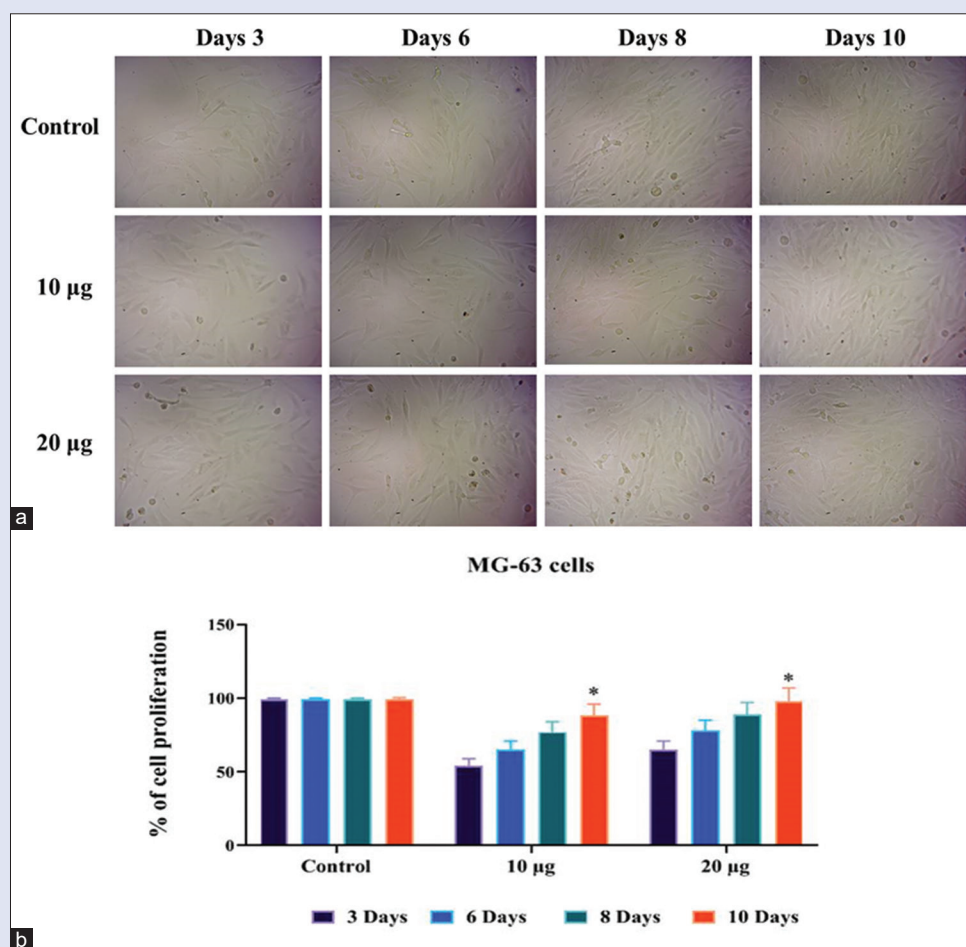 Days 3 Days 6 Days 8 Days 10
Control
10 µg
20 µg
a
MG-63 cells
% of cell proliferation
150
100
50
0
* *
Control 10 µg 20 µg
3 Days 6 Days 8 Days 10 Days
b